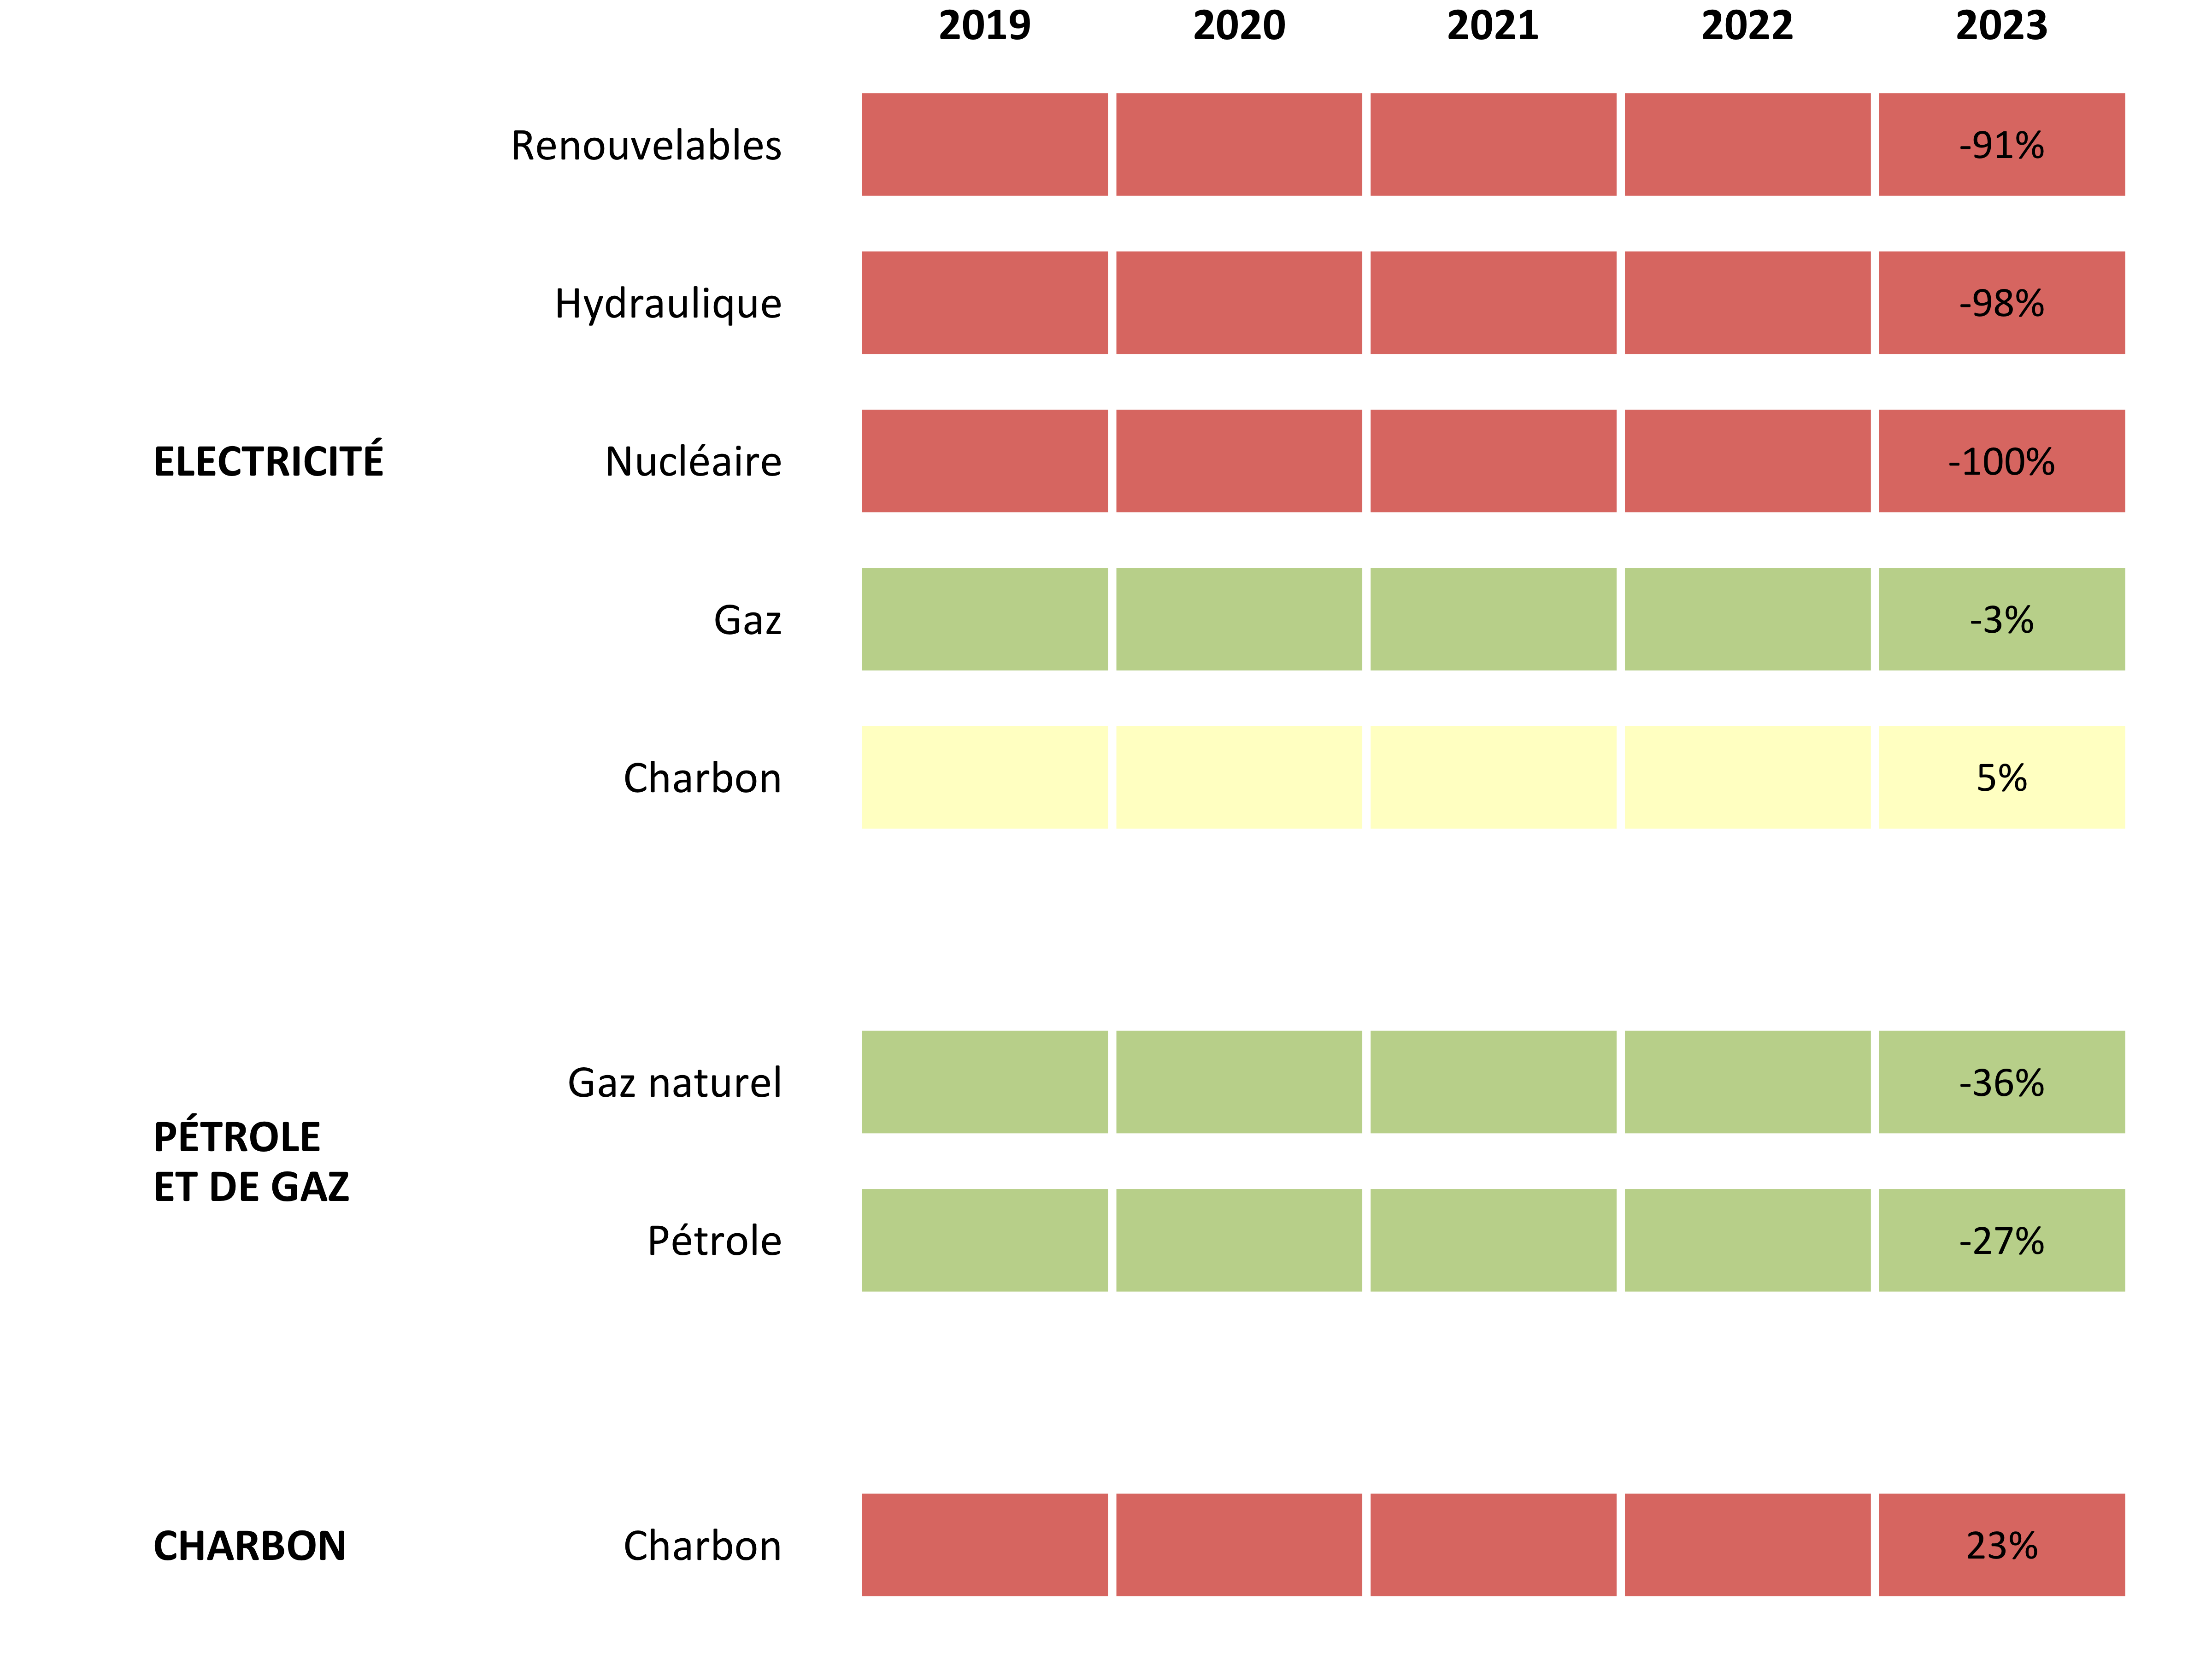 2019 2020 2021 2022 2023
Renouvelables -91%
Hydraulique -98%
ELECTRICITÉ Nucléaire -100%
Gaz -3%
Charbon 5%
Gaz naturel -36%
PÉTROLE
ET DE GAZ
Pétrole -27%
CHARBON Charbon 23%